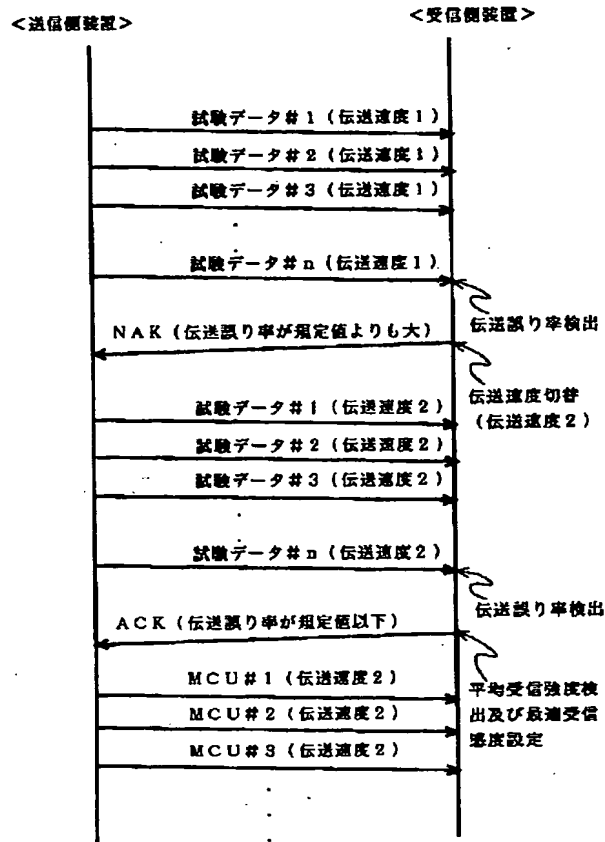 <送信側装置>
<受信側装置>
試験データ#1(伝送速度1)
試験データ#2(伝送速度1)
試験データ#3(伝送速度1)
試験データ#n(伝送速度1)
伝送誤り率検出
NAK(伝送誤り率が規定値よりも大)
伝送速度切替
(伝送速度2)
試験データ#1(伝送速度2)
試験データ#2(伝送速度2)
試験データ#3(伝送速度2)
試験データ#n(伝送速度2)
伝送誤り率検出
ACK(伝送誤り率が規定値以下)
MCU#1(伝送速度2)
平均受信強度検
出及び最適受信
感度設定
MCU#2(伝送速度2)
MCU#3(伝送速度2)